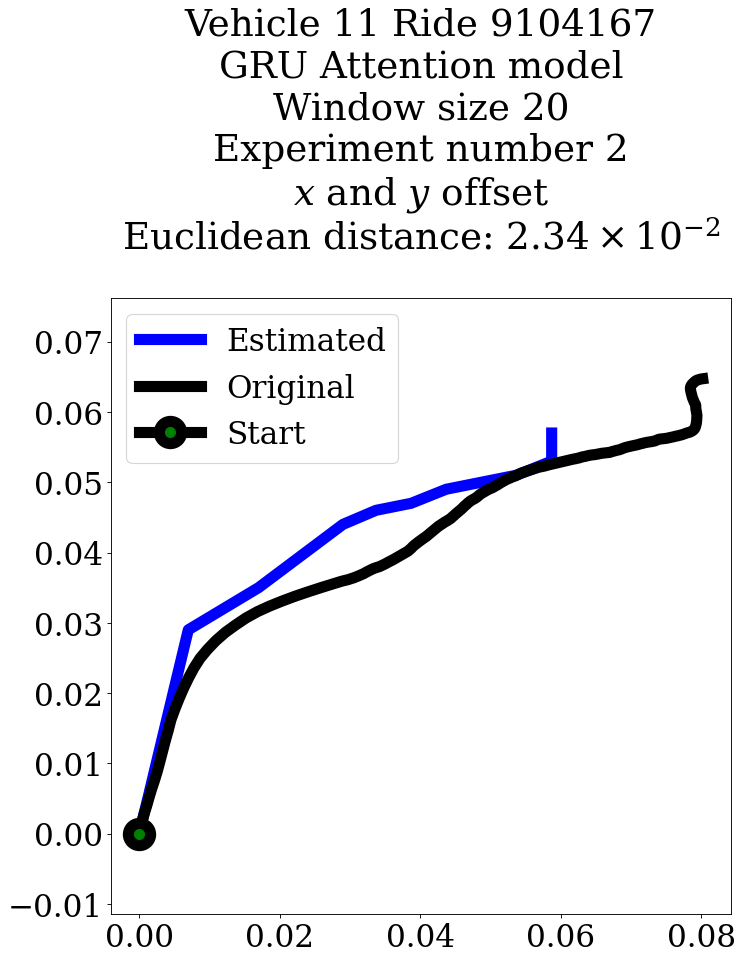 Vehicle 11 Ride 9104167
GRU Attention model
Window size 20
Experiment number 2
x and y offset
Euclidean distance: 2.34 × 10⁻²
Estimated
Original
Start
0.07
0.06
0.05
0.04
0.03
0.02
0.01
0.00
−0.01
0.00 0.02 0.04 0.06 0.08